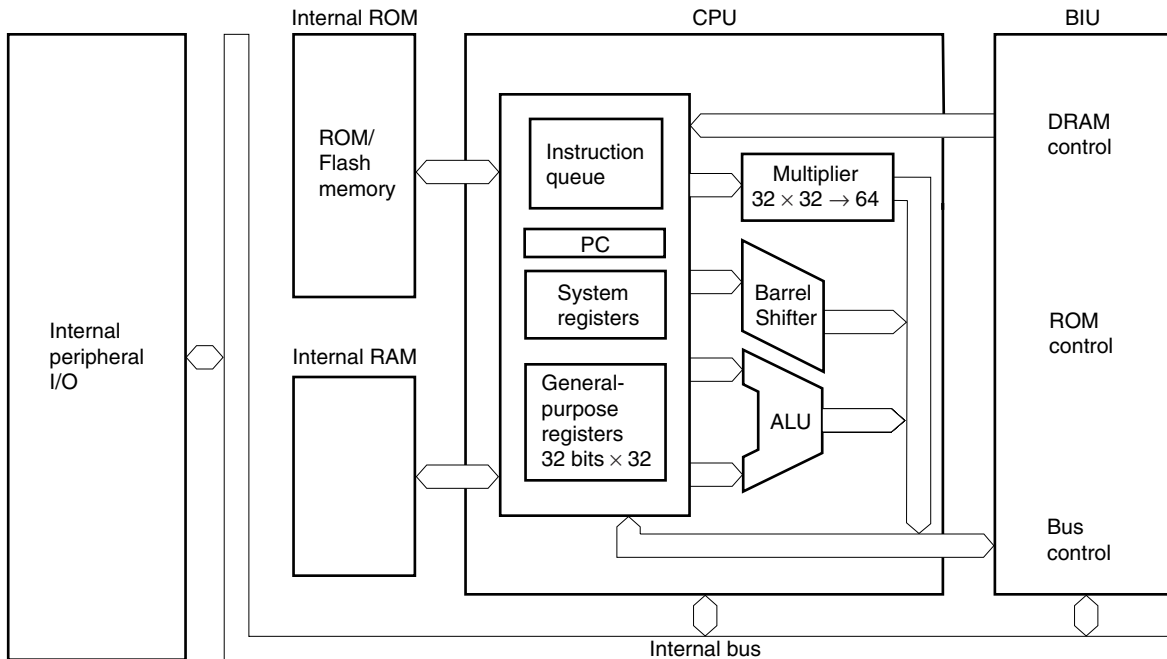 Internal ROM
CPU
BIU
ROM/
Flash
memory
Instruction
queue
Multiplier
32 × 32 → 64
DRAM
control
PC
System
registers
Barrel
Shifter
ROM
control
Internal
peripheral
I/O
Internal RAM
General-
purpose
registers
32 bits × 32
ALU
Bus
control
Internal bus